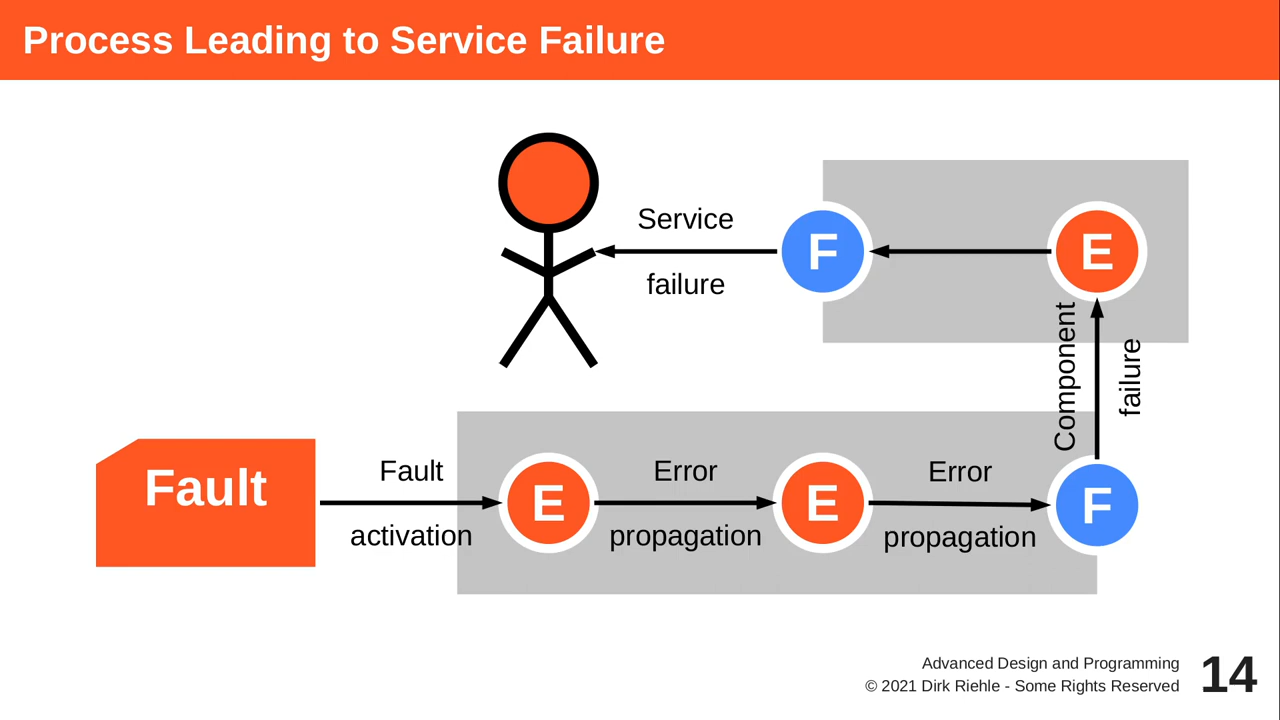 Process Leading to Service Failure
Service
failure
F
E
Component
failure
Fault
Fault
activation
E
Error
propagation
E
Error
propagation
F
Advanced Design and Programming
© 2021 Dirk Riehle - Some Rights Reserved
14